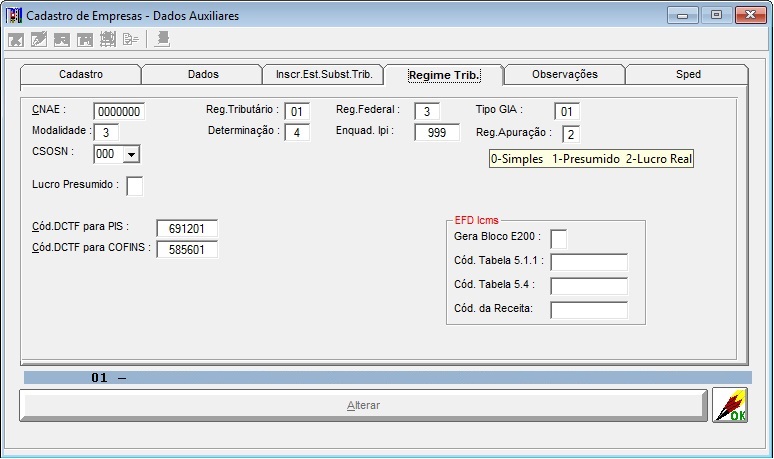 Cadastro de Empresas - Dados Auxiliares
Cadastro Dados Inscr.Est.Subst.Trib. Regime Trib. Observações Sped
CNAE : 0000000 Reg.Tributário : 01 Reg.Federal : 3 Tipo GIA : 01
Modalidade : 3 Determinação : 4 Enquad. Ipi : 999 Reg.Apuração : 2
CSOSN : 000
0-Simples 1-Presumido 2-Lucro Real
Lucro Presumido :
Cód.DCTF para PIS : 691201
Cód.DCTF para COFINS : 585601
EFD Icms
Gera Bloco E200 :
Cód. Tabela 5.1.1 :
Cód. Tabela 5.4 :
Cód. da Receita:
01 –
Alterar
OK